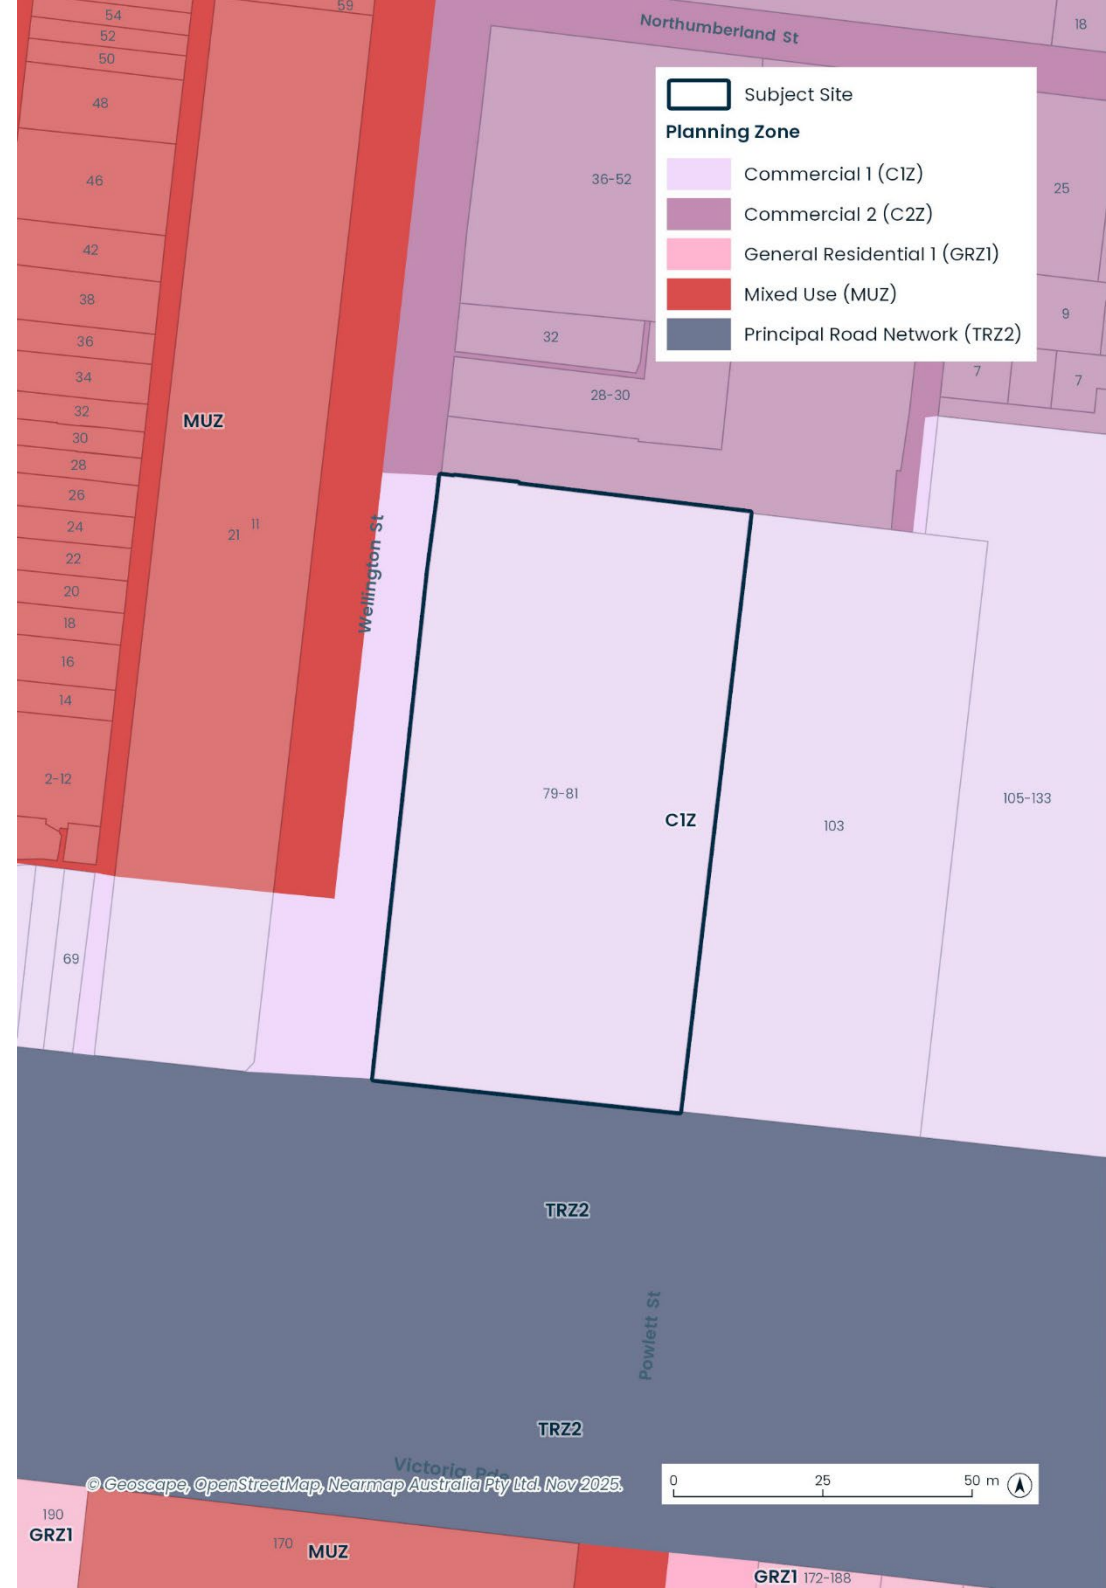 59
54
52
50
48
46
42
38
36
34
32
30
28
26
24
22
20
18
16
14
2-12
MUZ
21
11
Wellington St
Northumberland St
18
36-52
32
28-30
25
9
7
7
Subject Site
Planning Zone
Commercial 1 (C1Z)
Commercial 2 (C2Z)
General Residential 1 (GRZ1)
Mixed Use (MUZ)
Principal Road Network (TRZ2)
79-81
C1Z
103
105-133
69
TRZ2
Powlett St
TRZ2
Victoria Pde
© Geoscape, OpenStreetMap, Nearmap Australia Pty Ltd. Nov 2025.
0 25 50 m
190
GRZ1
170
MUZ
GRZ1 172-188